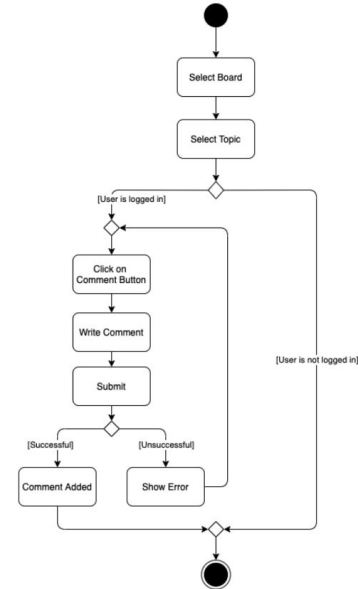 Select Board
Select Topic
[User is logged in]
Click on
Comment Button
Write Comment
[User is not logged in]
Submit
[Successful]
[Unsuccessful]
Comment Added
Show Error